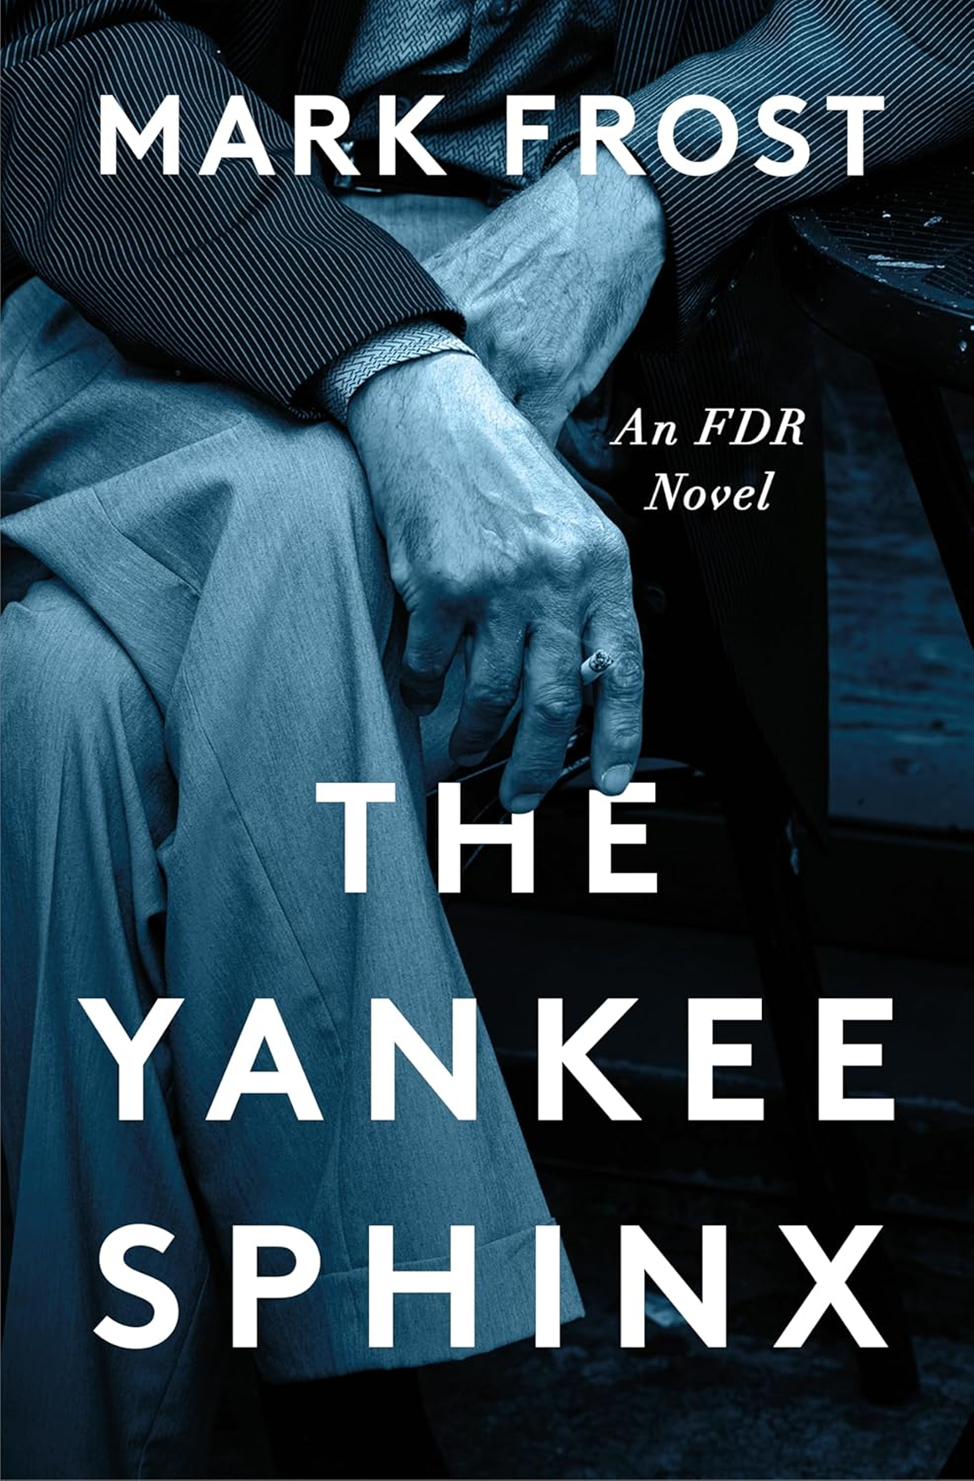 MARK FROST
An FDR
Novel
THE
YANKEE
SPHINX